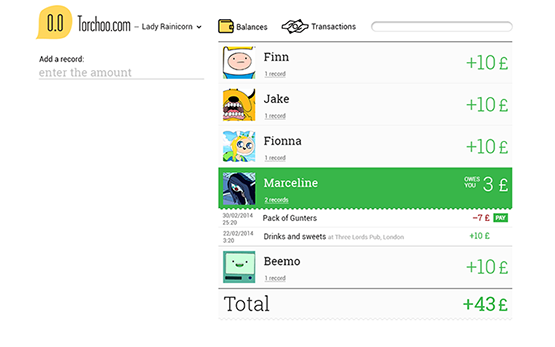 0.0 Torchoo.com – Lady Rainicorn
Balances
Transactions
Add a record:
enter the amount
Finn
1 record
+10 £
Jake
1 record
+10 £
Fionna
1 record
+10 £
Marceline
2 records
OWES YOU 3 £
30/02/2014
25:20
Pack of Gunters
–7 £ PAY
22/02/2014
3:20
Drinks and sweets at Three Lords Pub, London
+10 £
Beemo
1 record
+10 £
Total +43 £